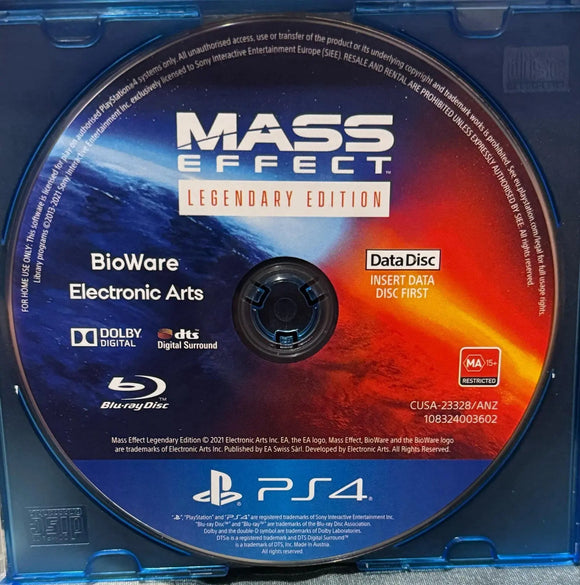 FOR HOME USE ONLY: This software is licensed for play on authorised PlayStation®4 systems only. All unauthorised access, use or transfer of the product or its underlying copyright and trademark works is prohibited. See eu.playstation.com/legal for full usage rights.
Library programs ©2013-2021 Sony Interactive Entertainment Inc. exclusively licensed to Sony Interactive Entertainment Europe (SIEE). RESALE AND RENTAL ARE PROHIBITED UNLESS EXPRESSLY AUTHORISED BY SIEE. All rights reserved.
MASS
EFFECT™
LEGENDARY EDITION
BioWare
Electronic Arts
Data Disc
INSERT DATA
DISC FIRST
DOLBY
DIGITAL
dts
Digital Surround
Blu-ray Disc
MA 15+
RESTRICTED
CUSA-23328/ANZ
108324003602
Mass Effect Legendary Edition © 2021 Electronic Arts Inc. EA, the EA logo, Mass Effect, BioWare and the BioWare logo
are trademarks of Electronic Arts Inc. Published by EA Swiss Sàrl. Developed by Electronic Arts. All rights reserved.
PS4
", "PlayStation" and "PS4" are registered trademarks of Sony Interactive Entertainment Inc.
"Blu-ray Disc™" and "Blu-ray™" are trademarks of the Blu-ray Disc Association.
Dolby and the double-D symbol are trademarks of Dolby Laboratories.
DTS® is a registered trademark and DTS Digital Surround™
is a trademark of DTS, Inc. Made in Austria.
All rights reserved.